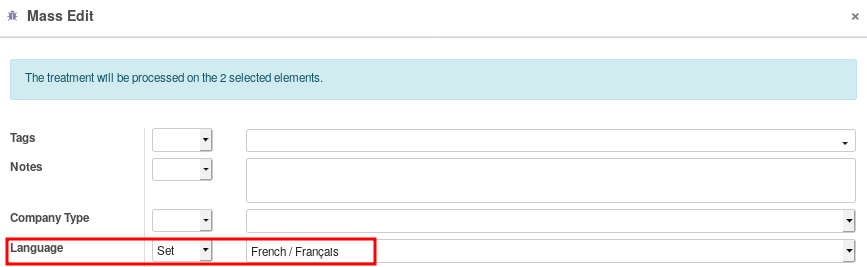 Mass Edit ×
The treatment will be processed on the 2 selected elements.
Tags
Notes
Company Type
Language Set French / Français